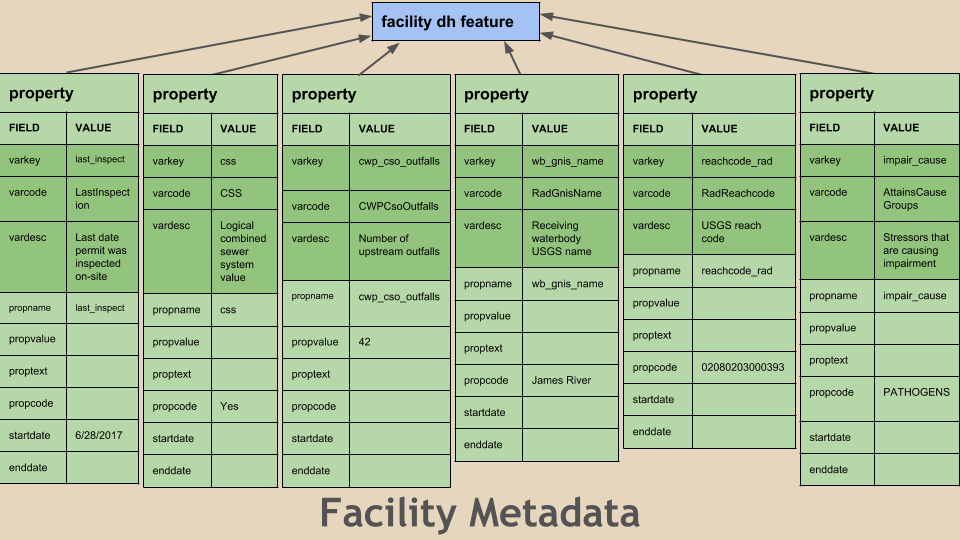 facility dh feature
property
FIELD VALUE
varkey last_inspect
varcode LastInspect
ion
vardesc Last date
permit was
inspected
on-site
propname last_inspect
propvalue
proptext
propcode
startdate 6/28/2017
enddate
property
FIELD VALUE
varkey css
varcode CSS
vardesc Logical
combined
sewer
system
value
propname css
propvalue
proptext
propcode Yes
startdate
enddate
property
FIELD VALUE
varkey cwp_cso_outfalls
varcode CWPCsoOutfalls
vardesc Number of
upstream outfalls
propname cwp_cso_outfalls
propvalue 42
proptext
propcode
startdate
enddate
property
FIELD VALUE
varkey wb_gnis_name
varcode RadGnisName
vardesc Receiving
waterbody
USGS name
propname wb_gnis_name
propvalue
proptext
propcode James River
startdate
enddate
property
FIELD VALUE
varkey reachcode_rad
varcode RadReachcode
vardesc USGS reach
code
propname reachcode_rad
propvalue
proptext
propcode 02080203000393
startdate
enddate
property
FIELD VALUE
varkey impair_cause
varcode AttainsCause
Groups
vardesc Stressors that
are causing
impairment
propname impair_cause
propvalue
proptext
propcode PATHOGENS
startdate
enddate
Facility Metadata